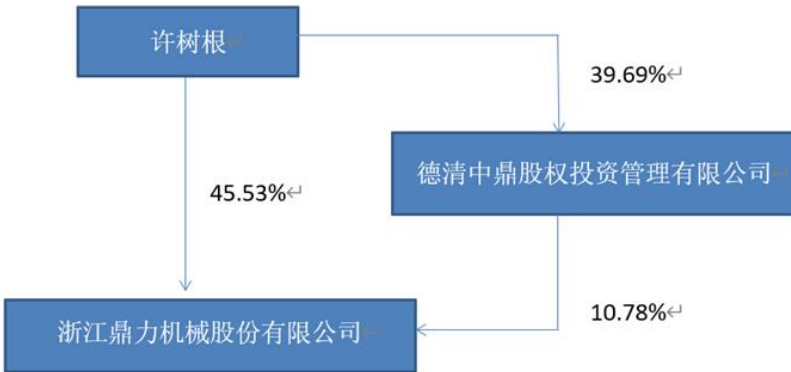 许树根
39.69%
德清中鼎股权投资管理有限公司
45.53%
10.78%
浙江鼎力机械股份有限公司